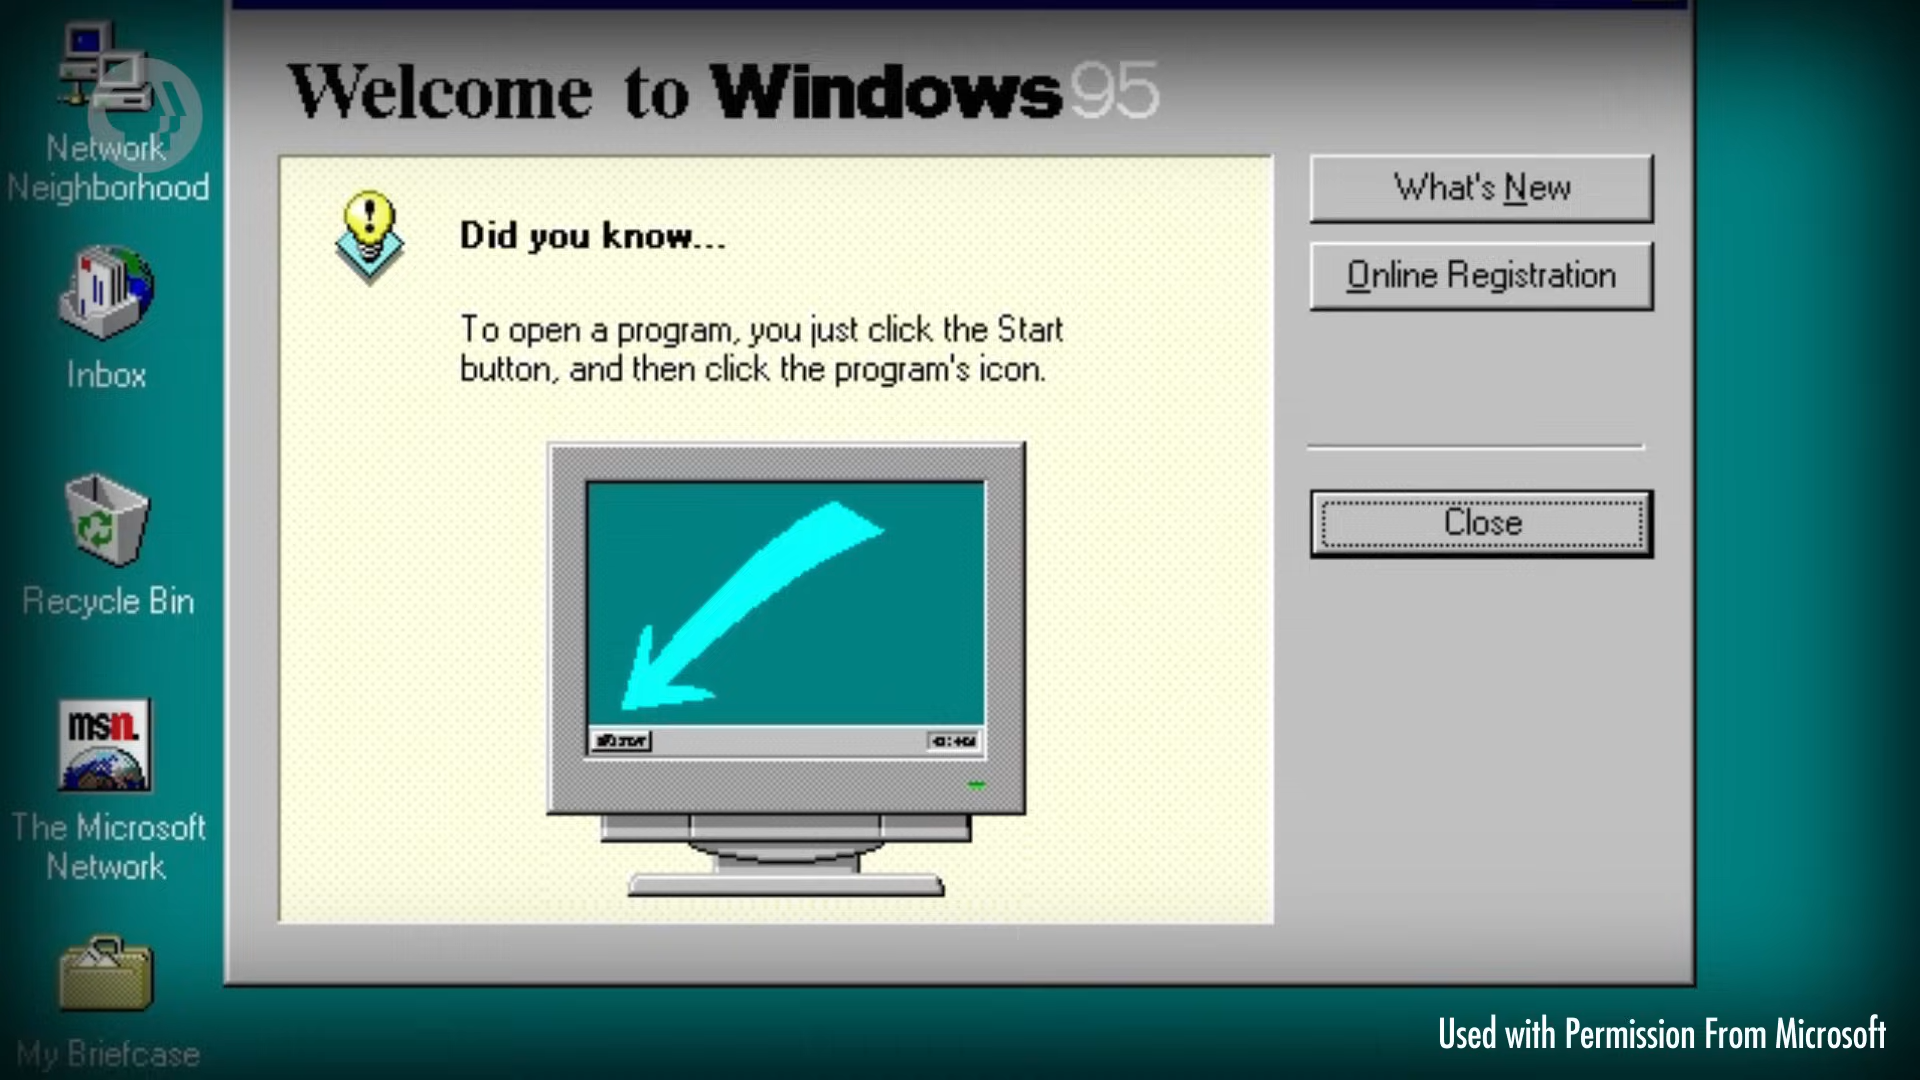 Welcome to Windows 95
Network
Neighborhood
Inbox
Recycle Bin
msn.
The Microsoft
Network
My Briefcase
Did you know...
To open a program, you just click the Start
button, and then click the program's icon.
What's New
Online Registration
Close
Used with Permission From Microsoft